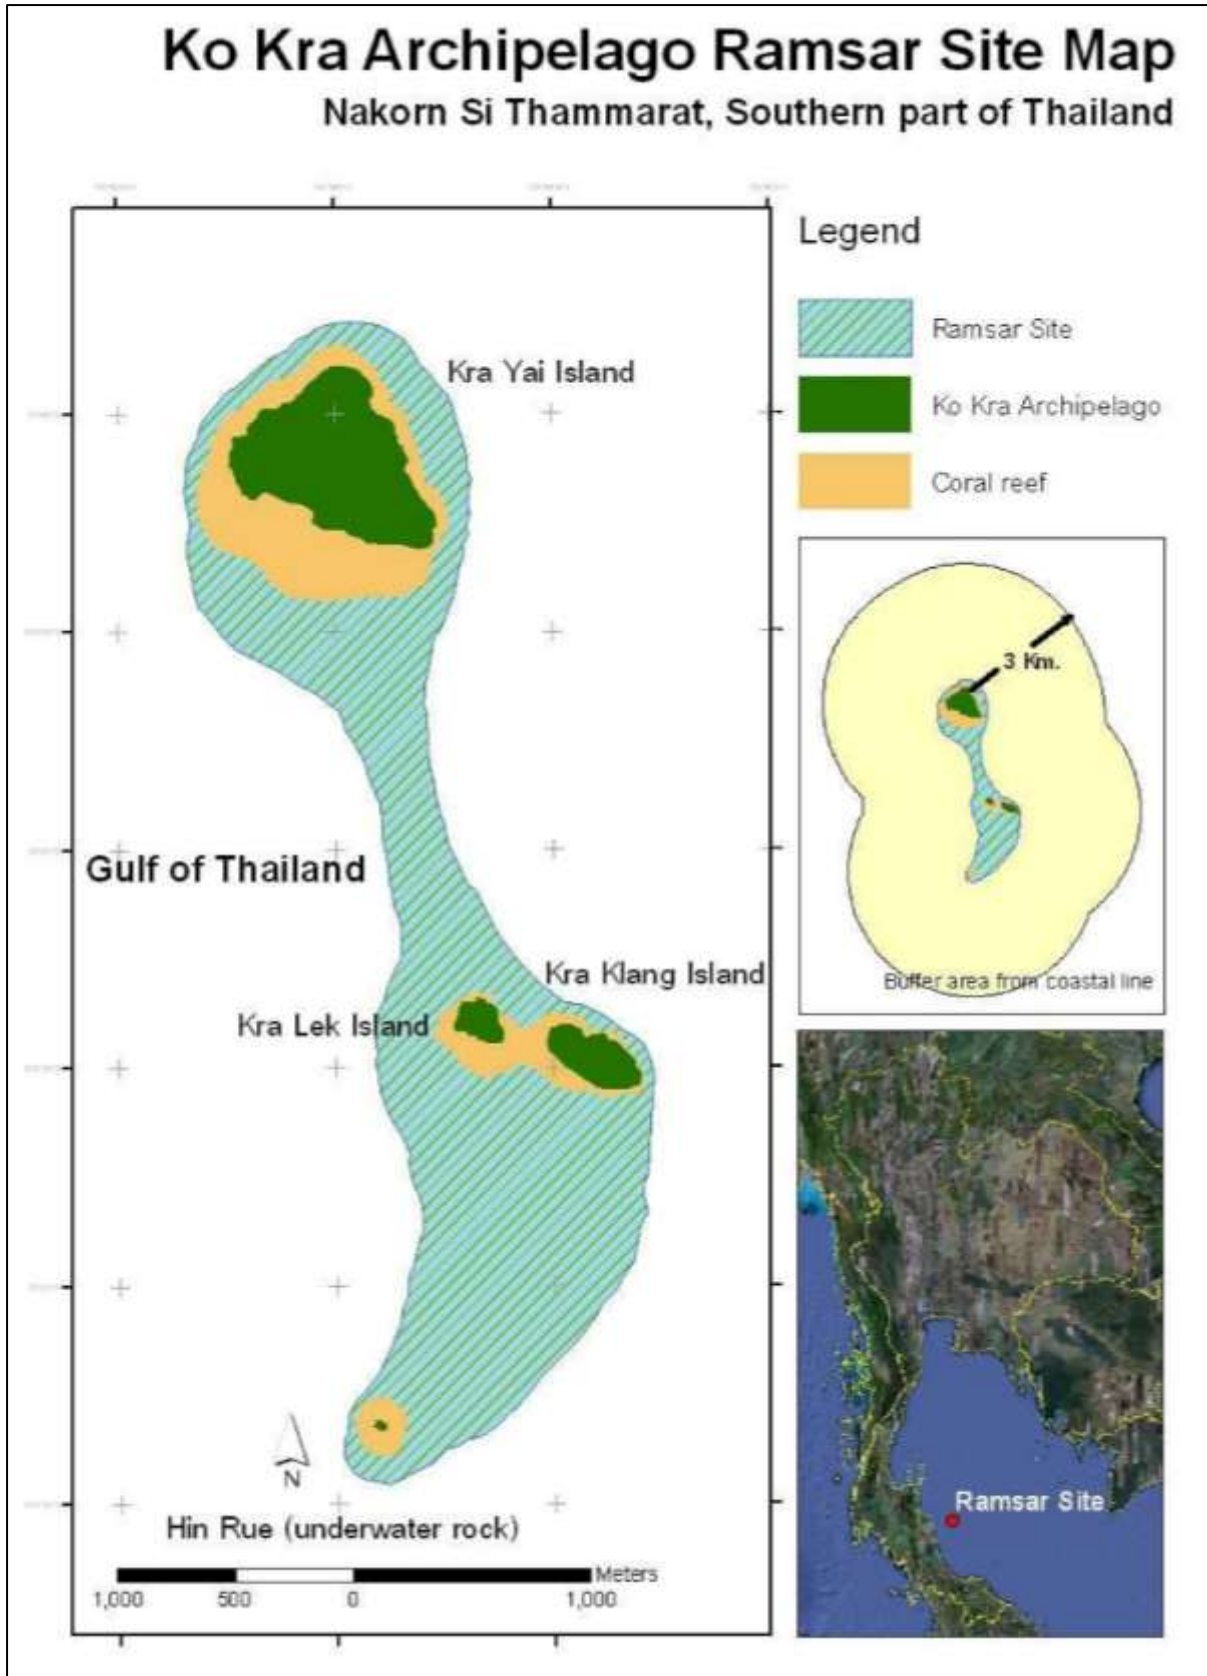 Ko Kra Archipelago Ramsar Site Map
Nakorn Si Thammarat, Southern part of Thailand
Legend
Ramsar Site
Ko Kra Archipelago
Coral reef
Kra Yai Island
Gulf of Thailand
Kra Klang Island
Kra Lek Island
N
Hin Rue (underwater rock)
Meters
1,000 500 0 1,000
3 Km.
Buffer area from coastal line
Ramsar Site